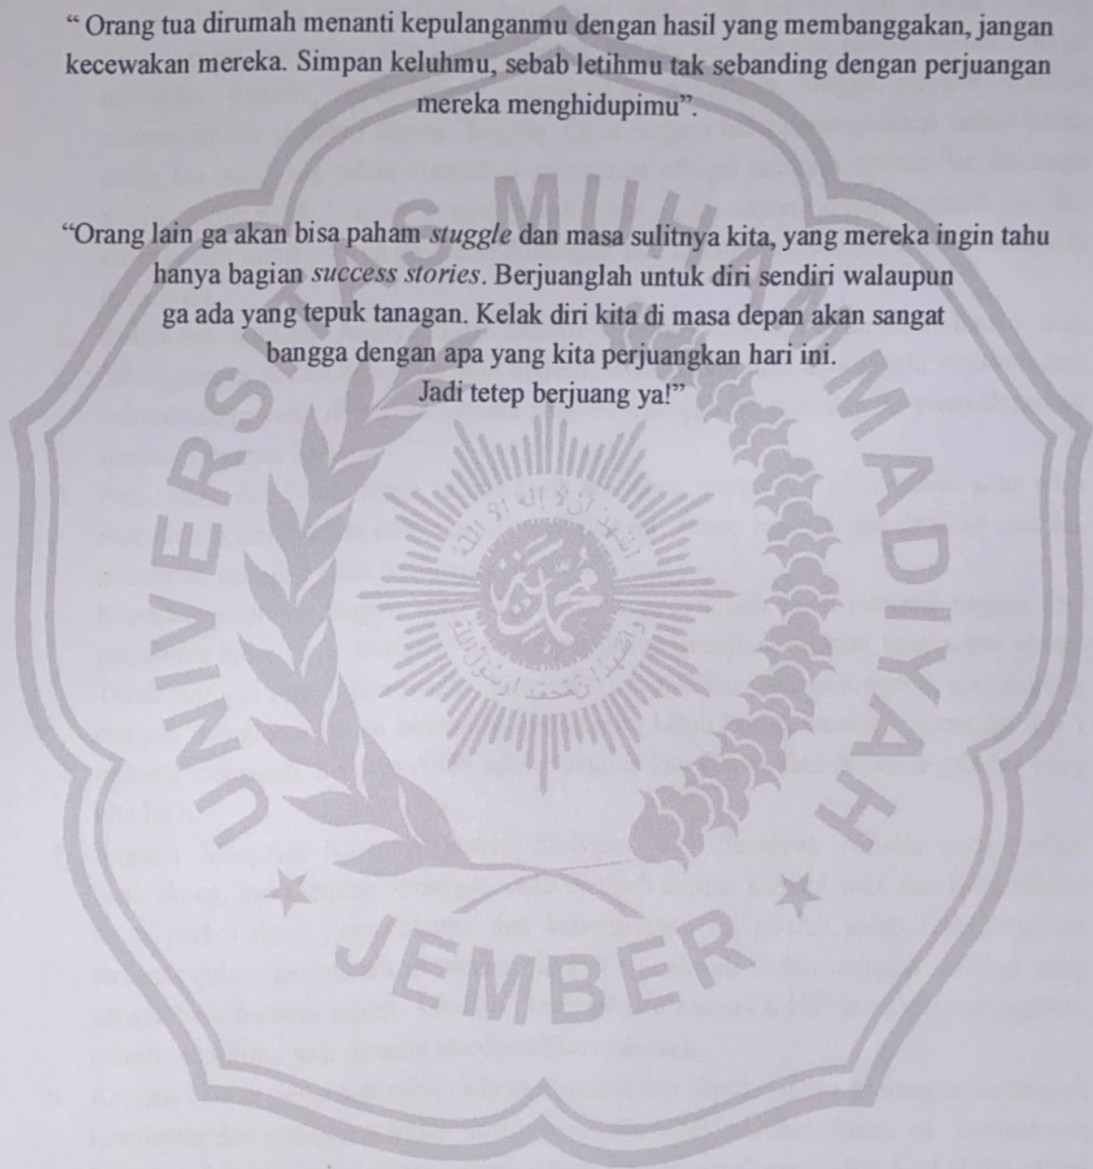 “ Orang tua dirumah menanti kepulanganmu dengan hasil yang membanggakan, jangan
kecewakan mereka. Simpan keluhmu, sebab letihmu tak sebanding dengan perjuangan
mereka menghidupimu”.
“Orang lain ga akan bisa paham stuggle dan masa sulitnya kita, yang mereka ingin tahu
hanya bagian success stories. Berjuanglah untuk diri sendiri walaupun
ga ada yang tepuk tanagan. Kelak diri kita di masa depan akan sangat
bangga dengan apa yang kita perjuangkan hari ini.
Jadi tetep berjuang ya!”
UNIVERSITAS MUHAMMADIYAH
JEMBER